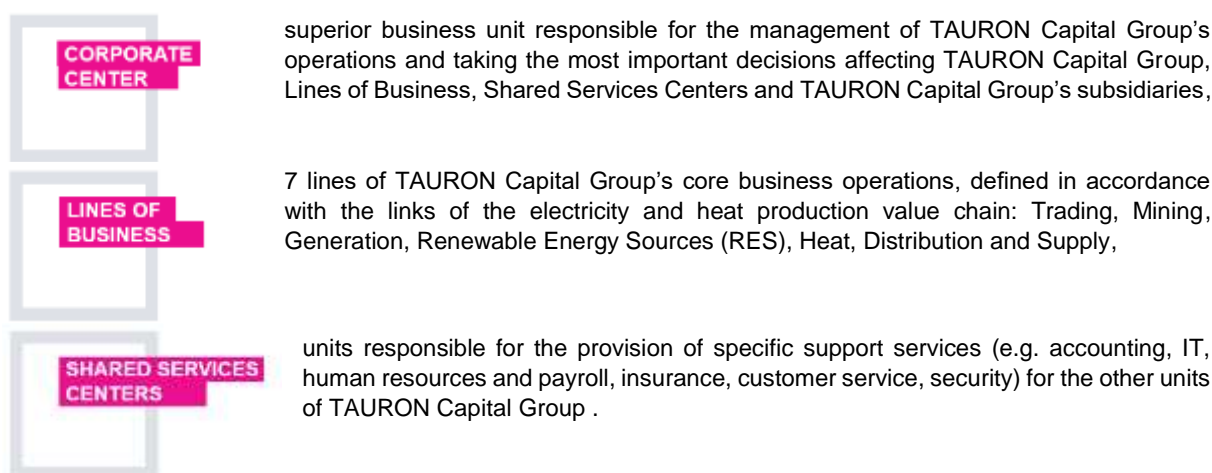 CORPORATE
CENTER
superior business unit responsible for the management of TAURON Capital Group’s
operations and taking the most important decisions affecting TAURON Capital Group,
Lines of Business, Shared Services Centers and TAURON Capital Group’s subsidiaries,
LINES OF
BUSINESS
7 lines of TAURON Capital Group’s core business operations, defined in accordance
with the links of the electricity and heat production value chain: Trading, Mining,
Generation, Renewable Energy Sources (RES), Heat, Distribution and Supply,
SHARED SERVICES
CENTERS
units responsible for the provision of specific support services (e.g. accounting, IT,
human resources and payroll, insurance, customer service, security) for the other units
of TAURON Capital Group .